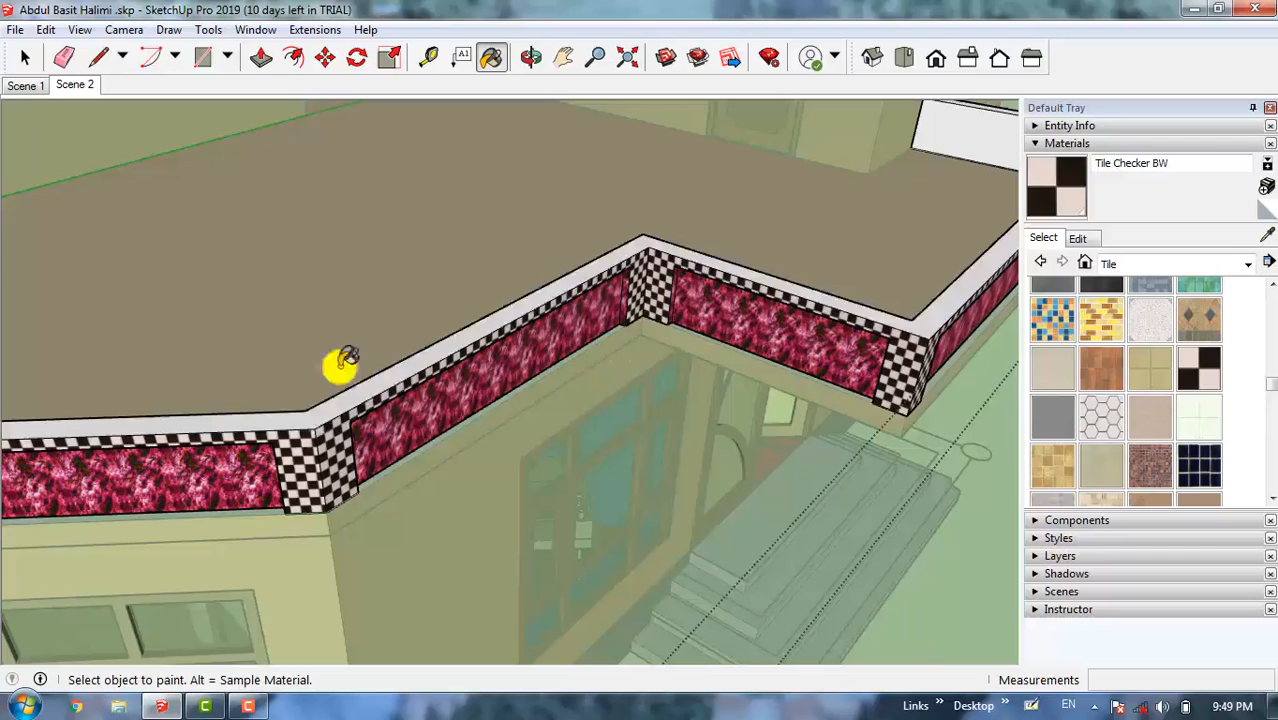 Abdul Basit Halimi .skp - SketchUp Pro 2019 (10 days left in TRIAL)
File Edit View Camera Draw Tools Window Extensions Help
A1
Scene 1 Scene 2
Default Tray
Entity Info
Materials
Tile Checker BW
Select Edit
Tile
Components
Styles
Layers
Shadows
Scenes
Instructor
Select object to paint. Alt = Sample Material.
Measurements
Links » Desktop » EN 9:49 PM